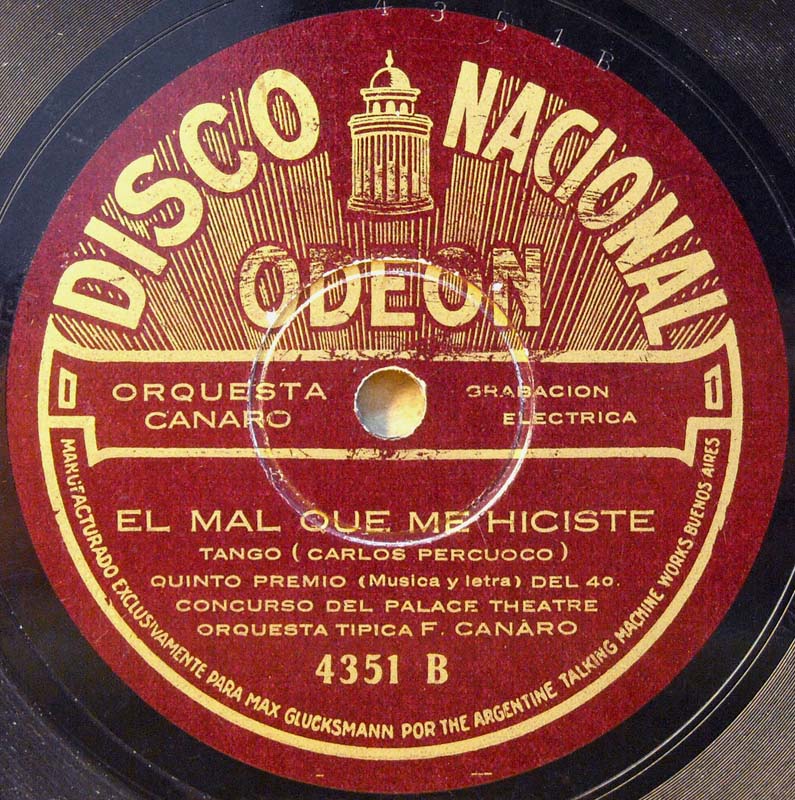 4351 B
DISCO NACIONAL
ODEON
ORQUESTA
CANARO
GRABACION
ELECTRICA
EL MAL QUE ME HICISTE
TANGO (CARLOS PERCUOCO)
QUINTO PREMIO (Musica y letra) DEL 4o.
CONCURSO DEL PALACE THEATRE
ORQUESTA TIPICA F. CANARO
4351 B
MANUFACTURADO EXCLUSIVAMENTE PARA MAX GLUCKSMANN POR THE ARGENTINE TALKING MACHINE WORKS BUENOS AIRES